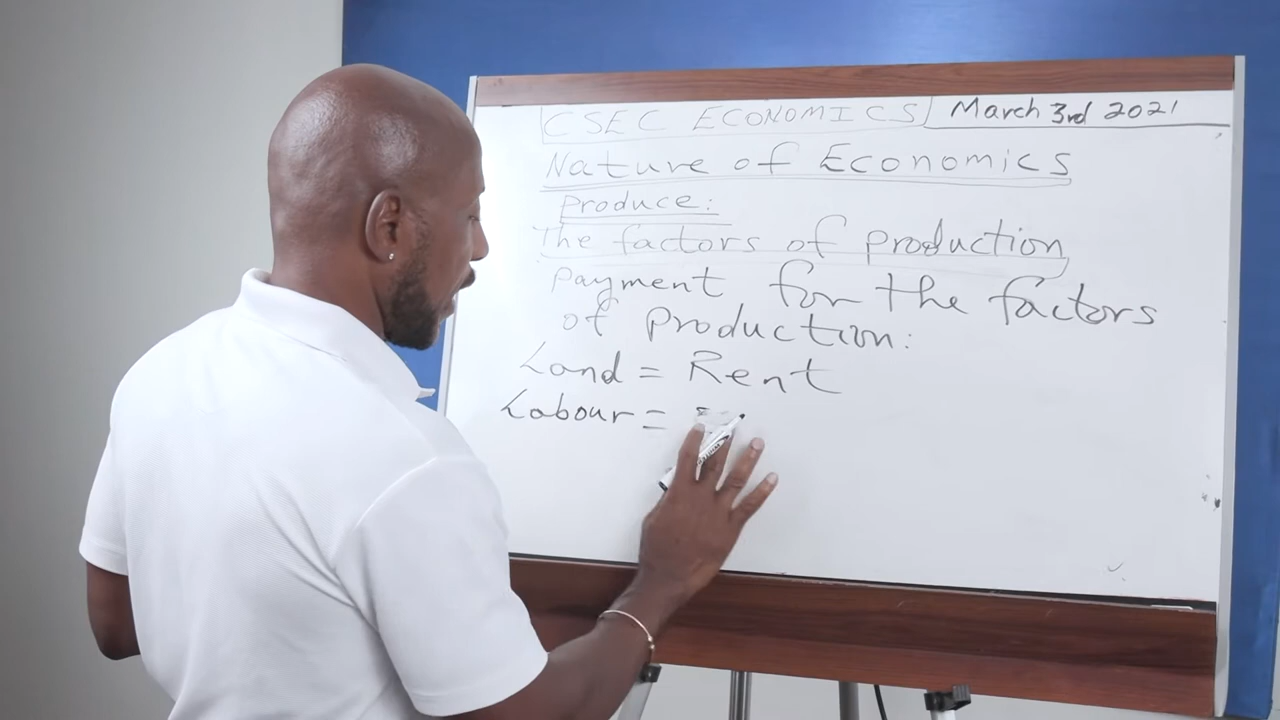 CSEC ECONOMICS March 3rd 2021
Nature of Economics
Produce:
The factors of production
Payment for the factors
of production:
Land = Rent
Labour =